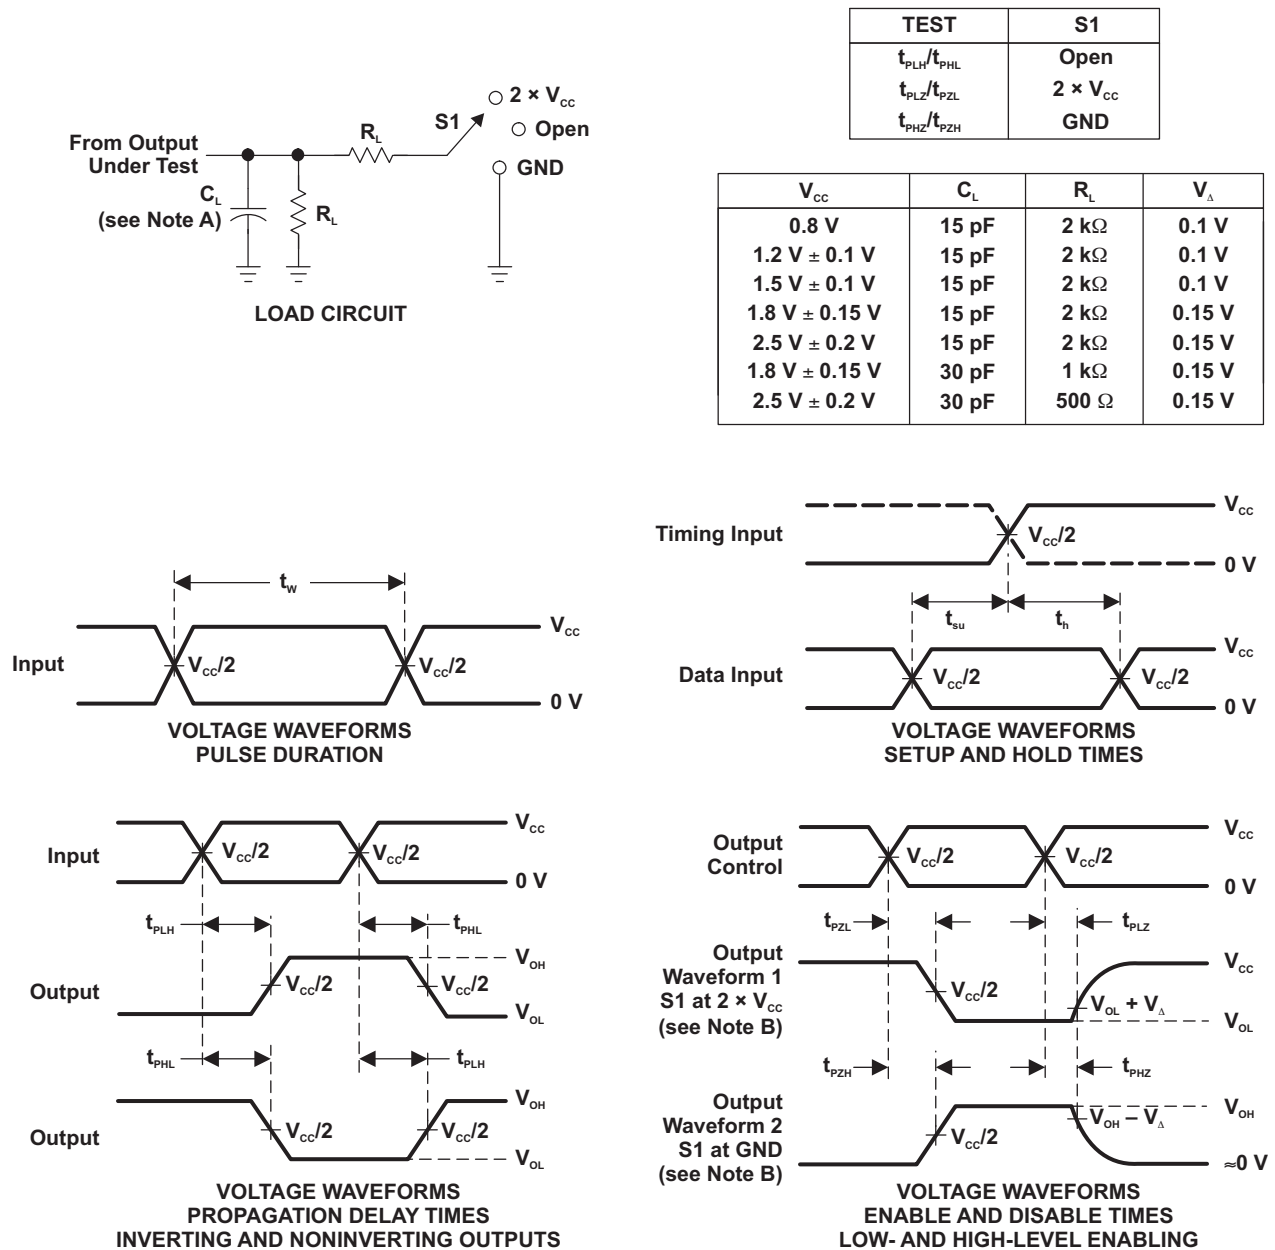 TEST S1
tPLH/tPHL Open
tPLZ/tPZL 2 × VCC
tPHZ/tPZH GND
2 × VCC
S1
Open
From Output
Under Test
RL
GND
CL
(see Note A)
RL
LOAD CIRCUIT
VCC CL RL VΔ
0.8 V 15 pF 2 kΩ 0.1 V
1.2 V ± 0.1 V 15 pF 2 kΩ 0.1 V
1.5 V ± 0.1 V 15 pF 2 kΩ 0.1 V
1.8 V ± 0.15 V 15 pF 2 kΩ 0.15 V
2.5 V ± 0.2 V 15 pF 2 kΩ 0.15 V
1.8 V ± 0.15 V 30 pF 1 kΩ 0.15 V
2.5 V ± 0.2 V 30 pF 500 Ω 0.15 V
tW
Input
VCC/2
VCC/2
VCC
0 V
VOLTAGE WAVEFORMS
PULSE DURATION
Timing Input
VCC/2
VCC
0 V
tsu
th
Data Input
VCC/2
VCC/2
VCC
0 V
VOLTAGE WAVEFORMS
SETUP AND HOLD TIMES
Input
VCC/2
VCC/2
VCC
0 V
tPLH
tPHL
Output
VCC/2
VCC/2
VOH
VOL
tPHL
tPLH
Output
VCC/2
VCC/2
VOH
VOL
VOLTAGE WAVEFORMS
PROPAGATION DELAY TIMES
INVERTING AND NONINVERTING OUTPUTS
Output
Control
VCC/2
VCC/2
VCC
0 V
tPZL
tPLZ
Output
Waveform 1
S1 at 2 × VCC
(see Note B)
VCC/2
VOL + VΔ
VCC
VOL
tPZH
tPHZ
Output
Waveform 2
S1 at GND
(see Note B)
VCC/2
VOH – VΔ
VOH
≈0 V
VOLTAGE WAVEFORMS
ENABLE AND DISABLE TIMES
LOW- AND HIGH-LEVEL ENABLING